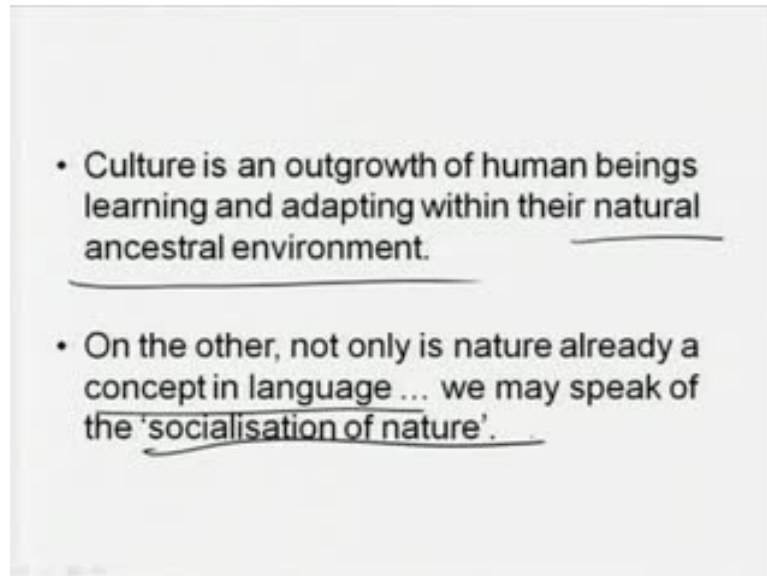 • Culture is an outgrowth of human beings
learning and adapting within their natural
ancestral environment.
• On the other, not only is nature already a
concept in language ... we may speak of
the 'socialisation of nature'.